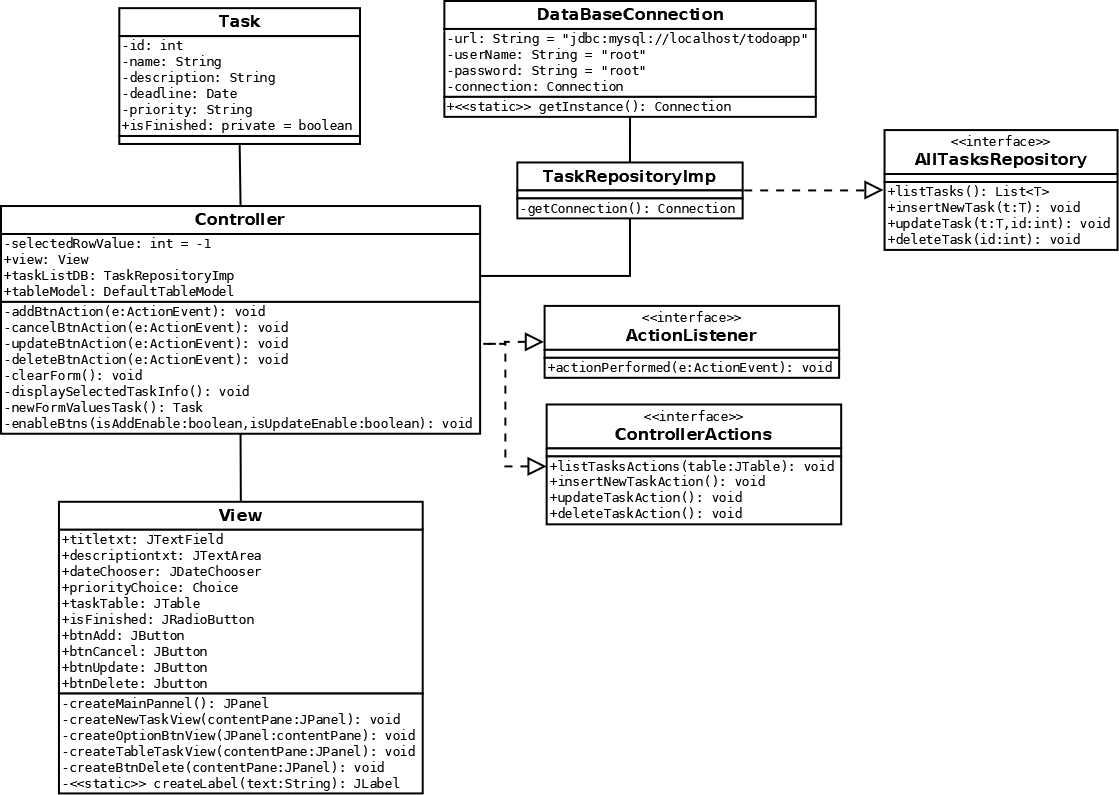 Task
-id: int
-name: String
-description: String
-deadline: Date
-priority: String
+isFinished: private = boolean
DataBaseConnection
-url: String = "jdbc:mysql://localhost/todoapp"
-userName: String = "root"
-password: String = "root"
-connection: Connection
+<<static>> getInstance(): Connection
TaskRepositoryImp
-getConnection(): Connection
<<interface>>
AllTasksRepository
+listTasks(): List<T>
+insertNewTask(t:T): void
+updateTask(t:T,id:int): void
+deleteTask(id:int): void
Controller
-selectedRowValue: int = -1
+view: View
+taskListDB: TaskRepositoryImp
+tableModel: DefaultTableModel
-addBtnAction(e:ActionEvent): void
-cancelBtnAction(e:ActionEvent): void
-updateBtnAction(e:ActionEvent): void
-deleteBtnAction(e:ActionEvent): void
-clearForm(): void
-displaySelectedTaskInfo(): void
-newFormValuesTask(): Task
-enableBtns(isAddEnable:boolean,isUpdateEnable:boolean): void
<<interface>>
ActionListener
+actionPerformed(e:ActionEvent): void
<<interface>>
ControllerActions
+listTasksActions(table:JTable): void
+insertNewTaskAction(): void
+updateTaskAction(): void
+deleteTaskAction(): void
View
+titletxt: JTextField
+descriptiontxt: JTextArea
+dateChooser: JDateChooser
+priorityChoice: Choice
+taskTable: JTable
+isFinished: JRadioButton
+btnAdd: JButton
+btnCancel: JButton
+btnUpdate: JButton
+btnDelete: Jbutton
-createMainPannel(): JPanel
-createNewTaskView(contentPane:JPanel): void
-createOptionBtnView(JPanel:contentPane): void
-createTableTaskView(contentPane:JPanel): void
-createBtnDelete(contentPane:JPanel): void
-<<static>> createLabel(text:String): JLabel